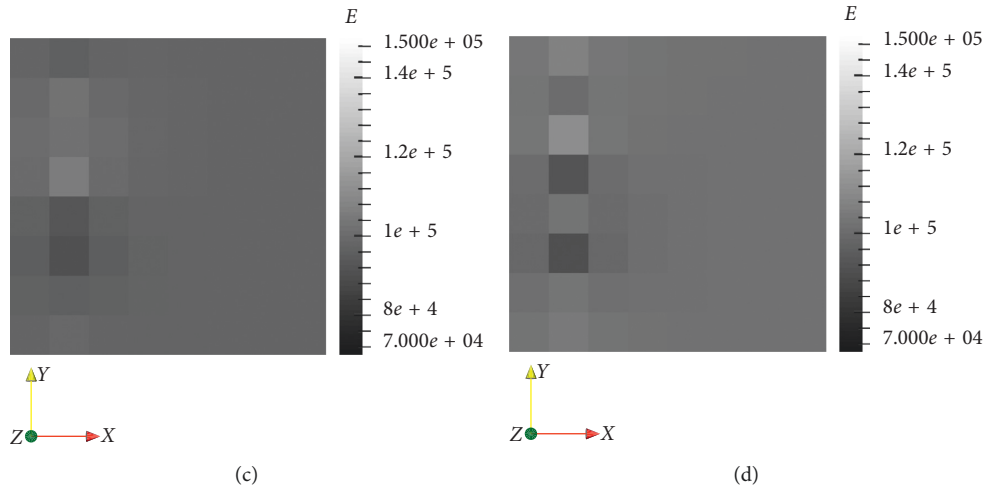 E
1.500e + 05
1.4e + 5
1.2e + 5
1e + 5
8e + 4
7.000e + 04
Y
Z
X
(c)
E
1.500e + 05
1.4e + 5
1.2e + 5
1e + 5
8e + 4
7.000e + 04
Y
Z
X
(d)